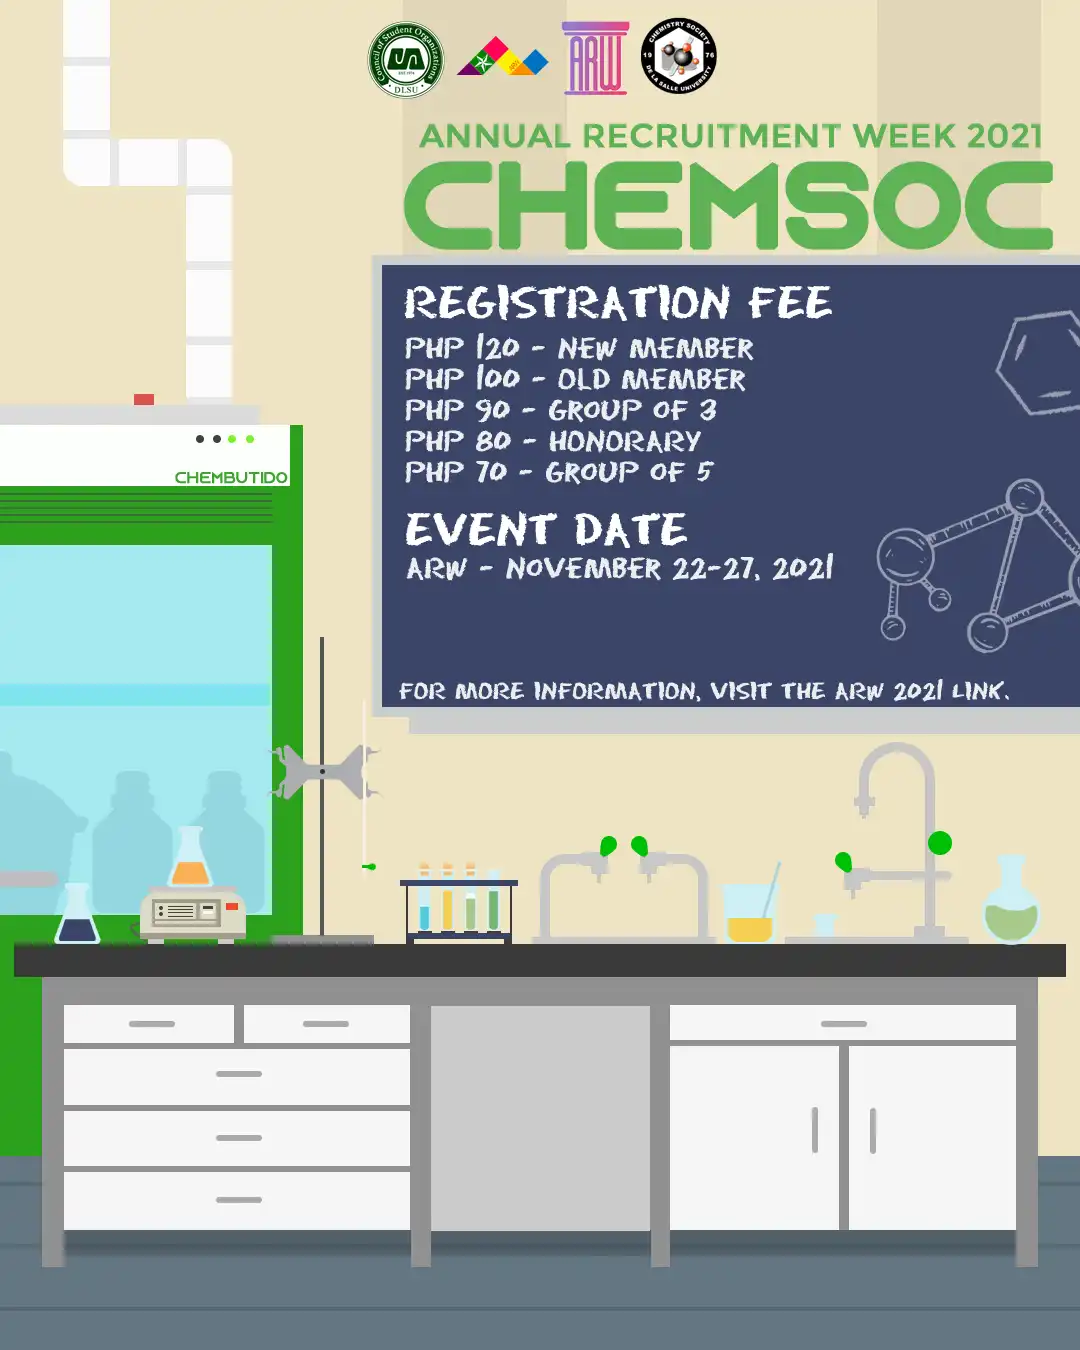 Council of Student Organizations
EST. 1974
DLSU
ARW
CHEMISTRY SOCIETY
19 76
DE LA SALLE UNIVERSITY
ANNUAL RECRUITMENT WEEK 2021
CHEMSOC
REGISTRATION FEE
PHP 120 - NEW MEMBER
PHP 100 - OLD MEMBER
PHP 90 - GROUP OF 3
PHP 80 - HONORARY
PHP 70 - GROUP OF 5
EVENT DATE
ARW - NOVEMBER 22-27, 2021
FOR MORE INFORMATION, VISIT THE ARW 2021 LINK.
CHEMBUTIDO